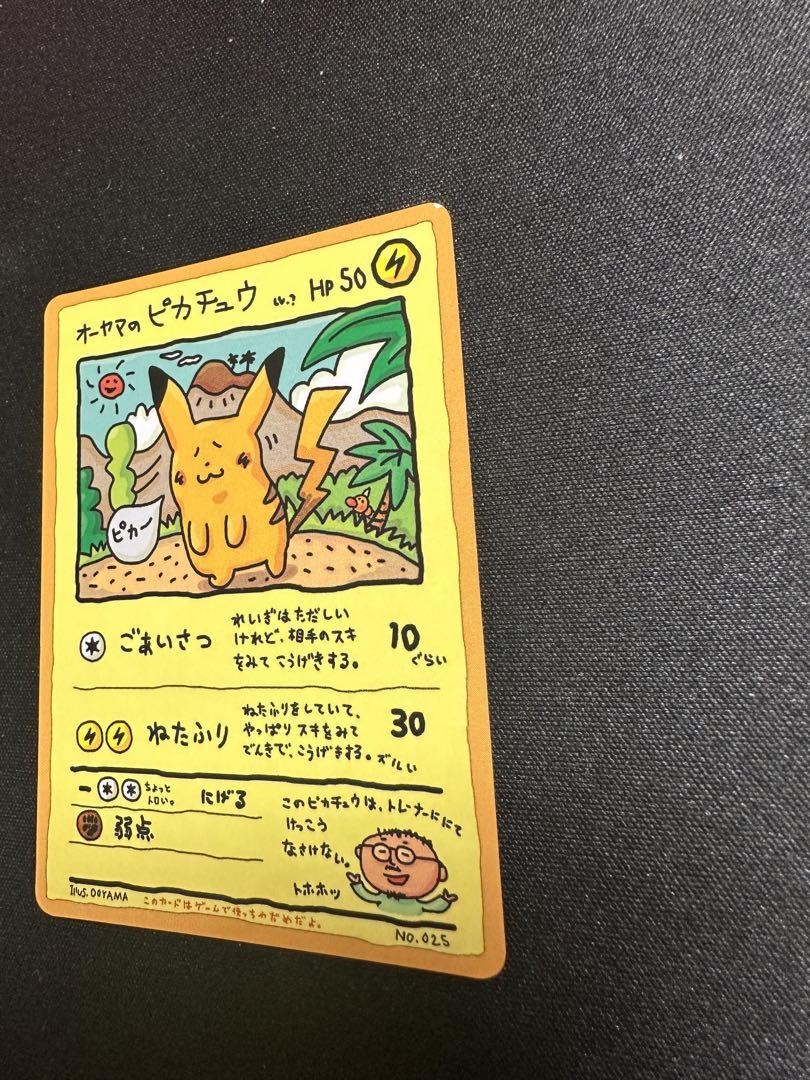 オーヤマの ピカチュウ LV.? HP 50
ピカー
ごあいさつ
れいぎはただしい
けれど、相手のスキ
をみて こうげきする。
10
ぐらい
ねたふり
ねたふりをしていて、
やっぱり スキをみて
でんきで、こうげきする。ズルい
30
ー
ちょっと
トロい。
にげる
弱点
このピカチュウは、トレーナーににて
けっこう
なさけない。
トホホッ
Illus. OOYAMA
このカードはゲームで使っちゃだめだよ。
NO. 025